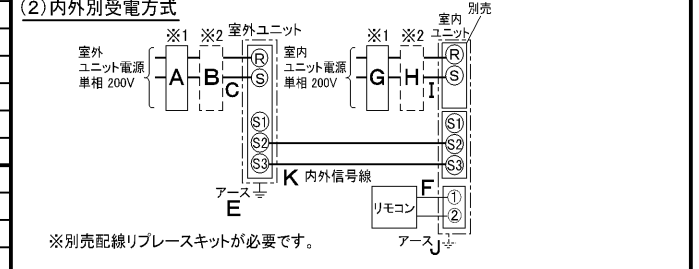 (2)内外別受電方式
別売
室外ユニット
室内
ユニット
※1 ※2
※1 ※2
室外
ユニット電源
単相 200V
A B C
R
S
室内
ユニット電源
単相 200V
G H I
R
S
S1
S2
S3
S1
S2
S3
K 内外信号線
アース
E
F
リモコン
①
②
アース J
※別売配線リプレースキットが必要です。